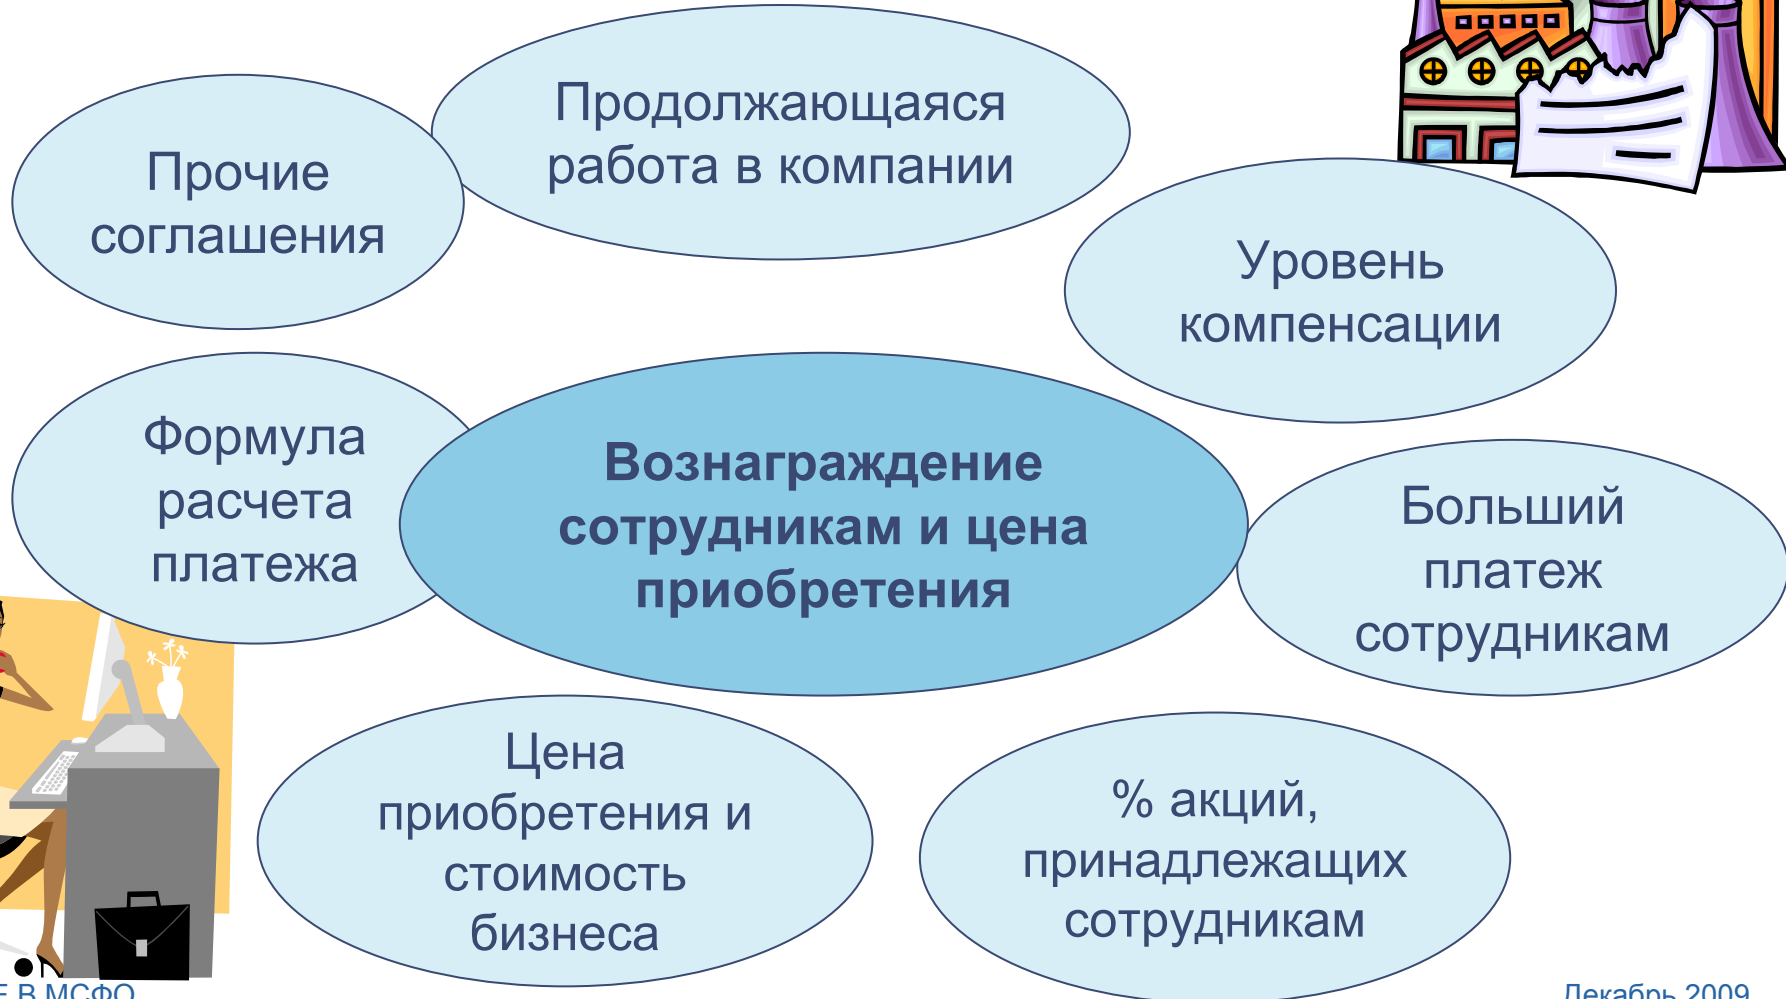 Продолжающаяся
работа в компании
Прочие
соглашения
Уровень
компенсации
Формула
расчета
платежа
Вознаграждение
сотрудникам и цена
приобретения
Больший
платеж
сотрудникам
Цена
приобретения и
стоимость
бизнеса
% акций,
принадлежащих
сотрудникам
В МСФО
Декабрь 2009